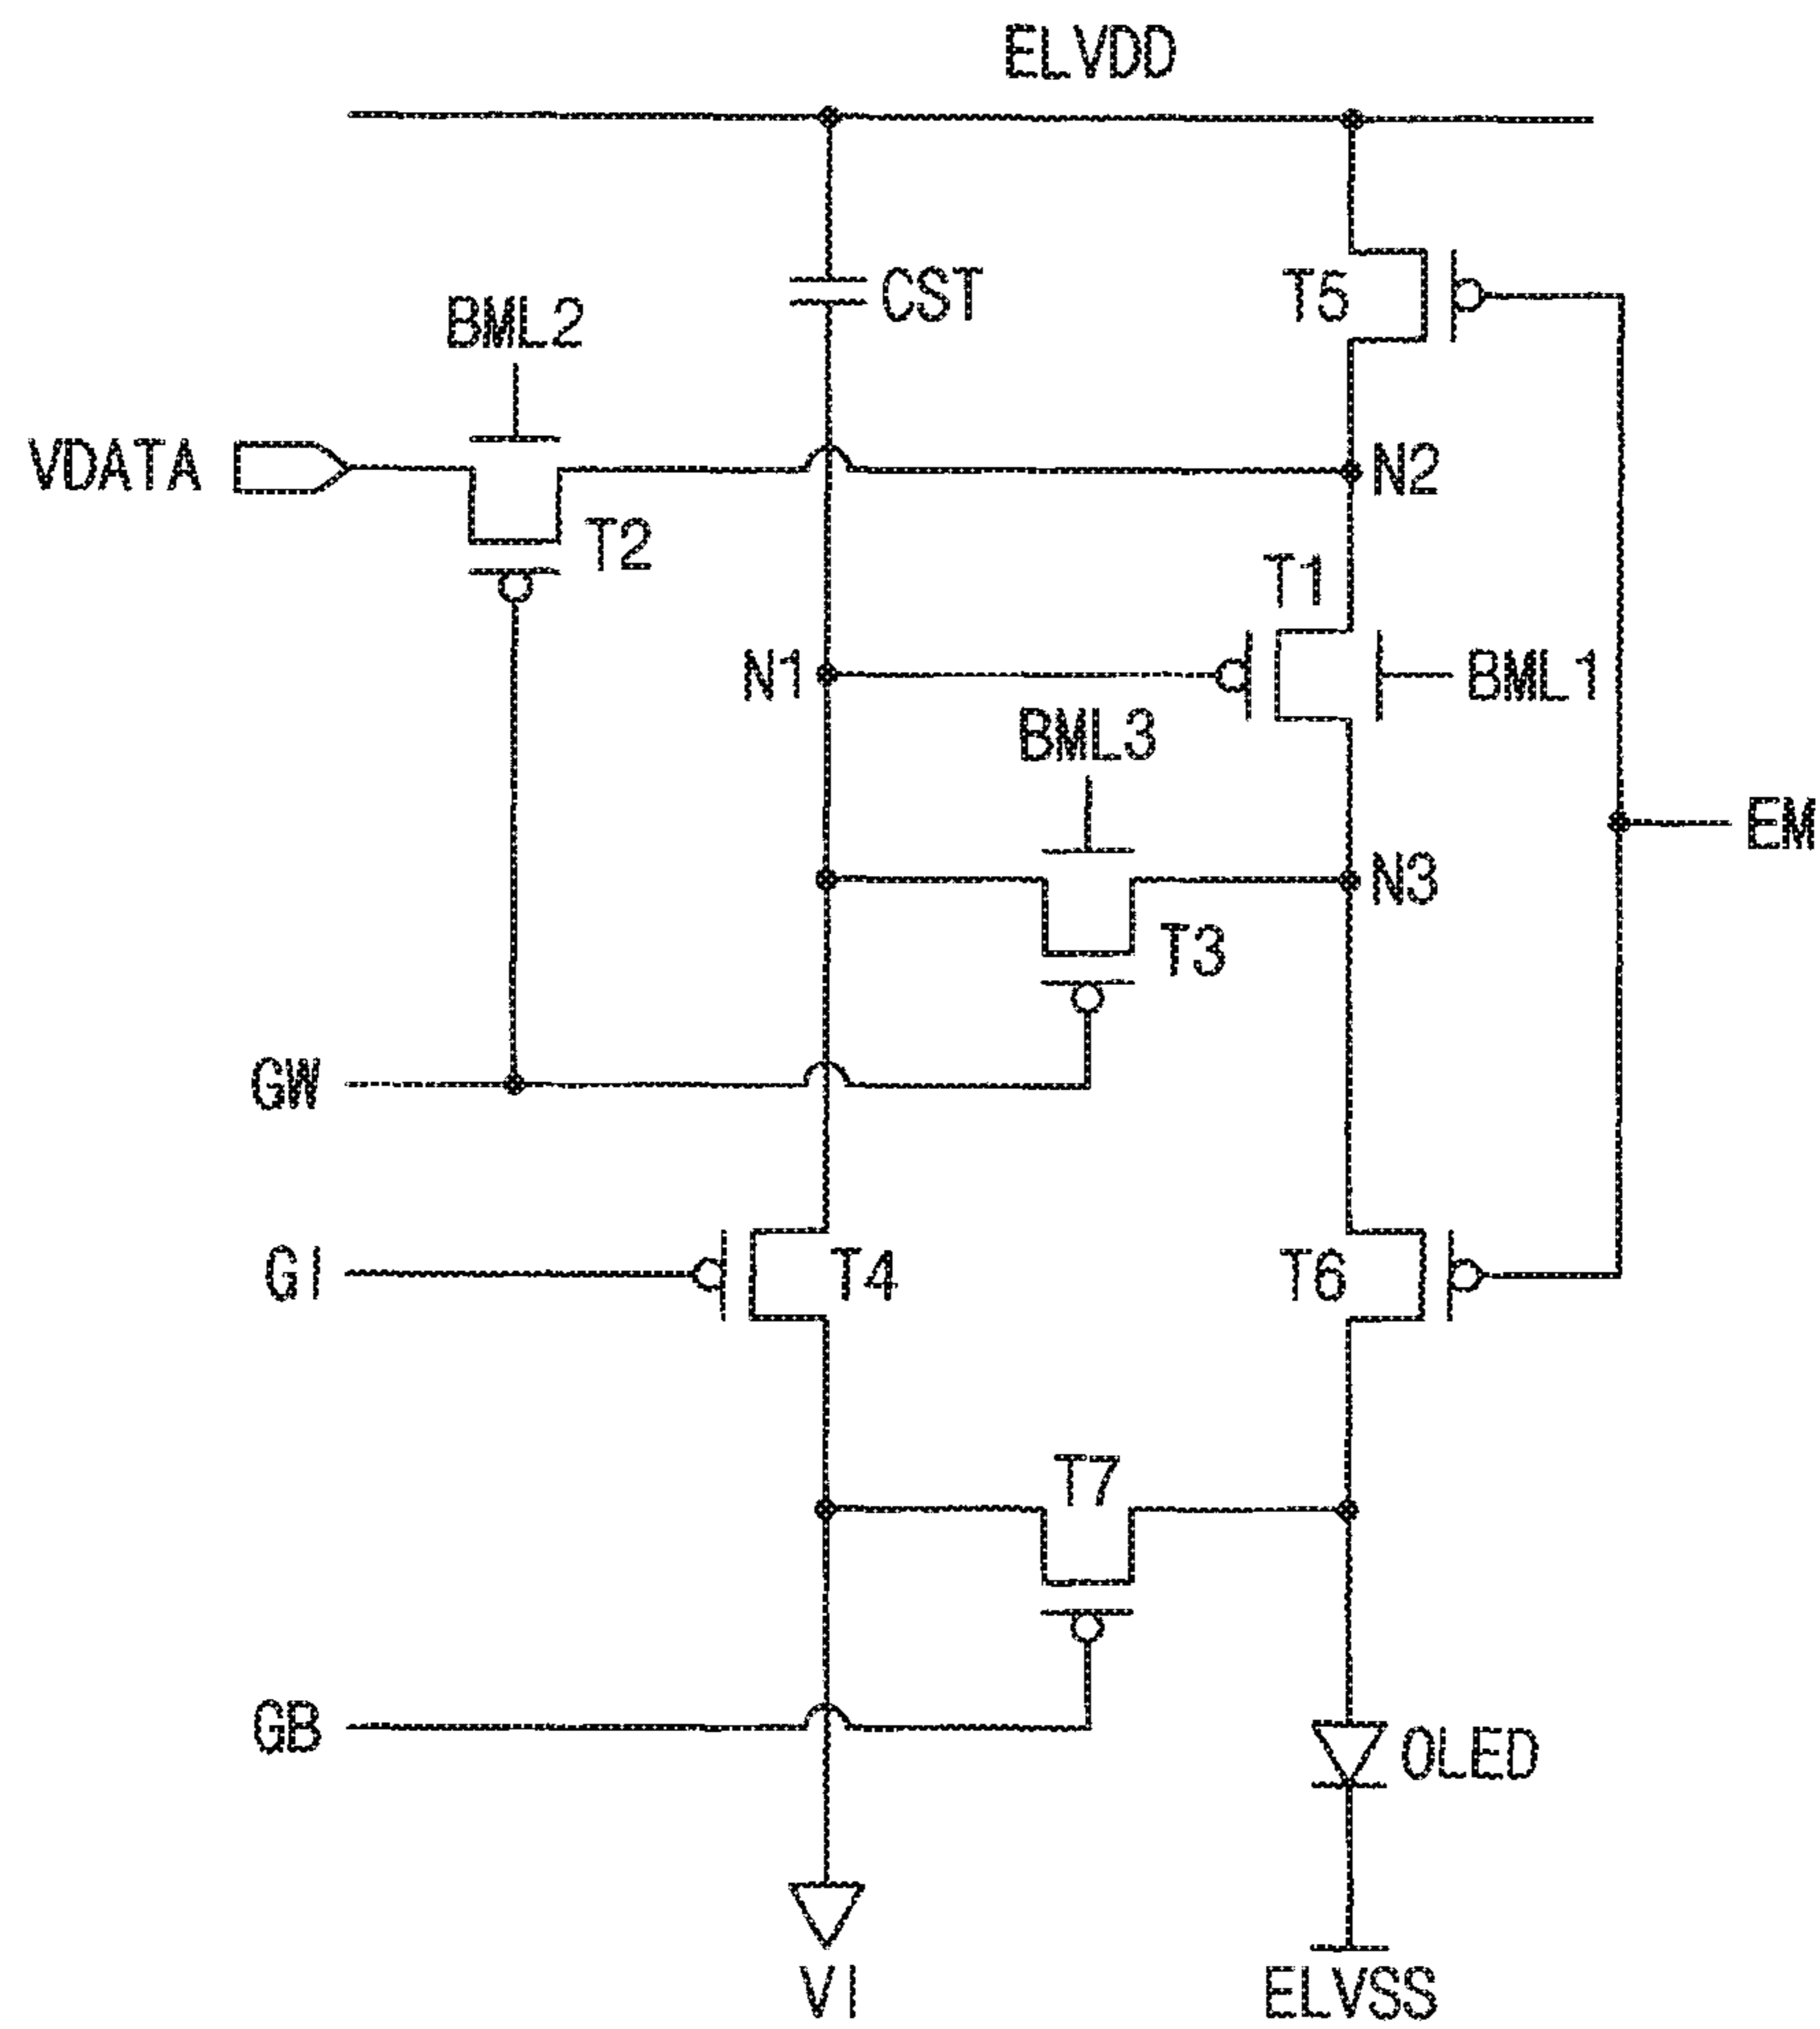 ELVDD
CST
T5
BML2
VDATA
N2
T2
T1
N1
BML1
BML3
EM
N3
T3
GW
GI
T4
T6
T7
GB
OLED
VI
ELVSS